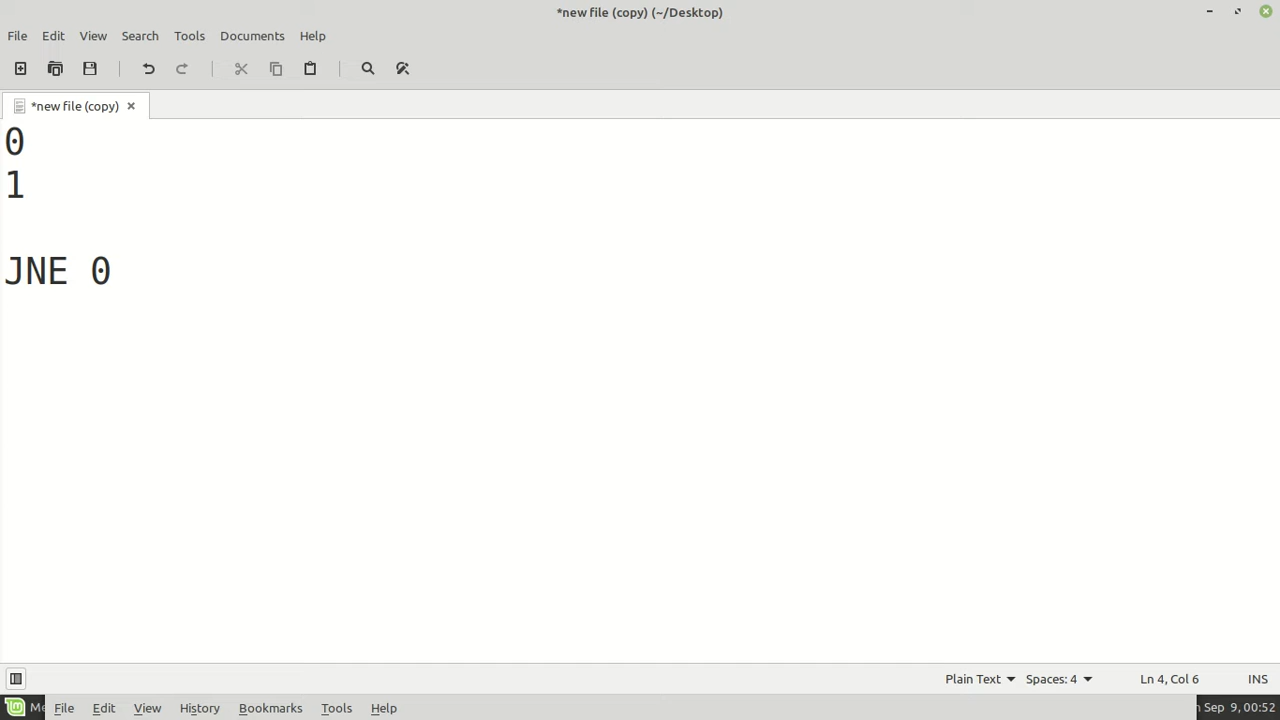 *new file (copy) (~/Desktop)
File Edit View Search Tools Documents Help
*new file (copy)
0
1
JNE 0
Plain Text Spaces: 4 Ln 4, Col 6 INS
File Edit View History Bookmarks Tools Help Sep 9, 00:52